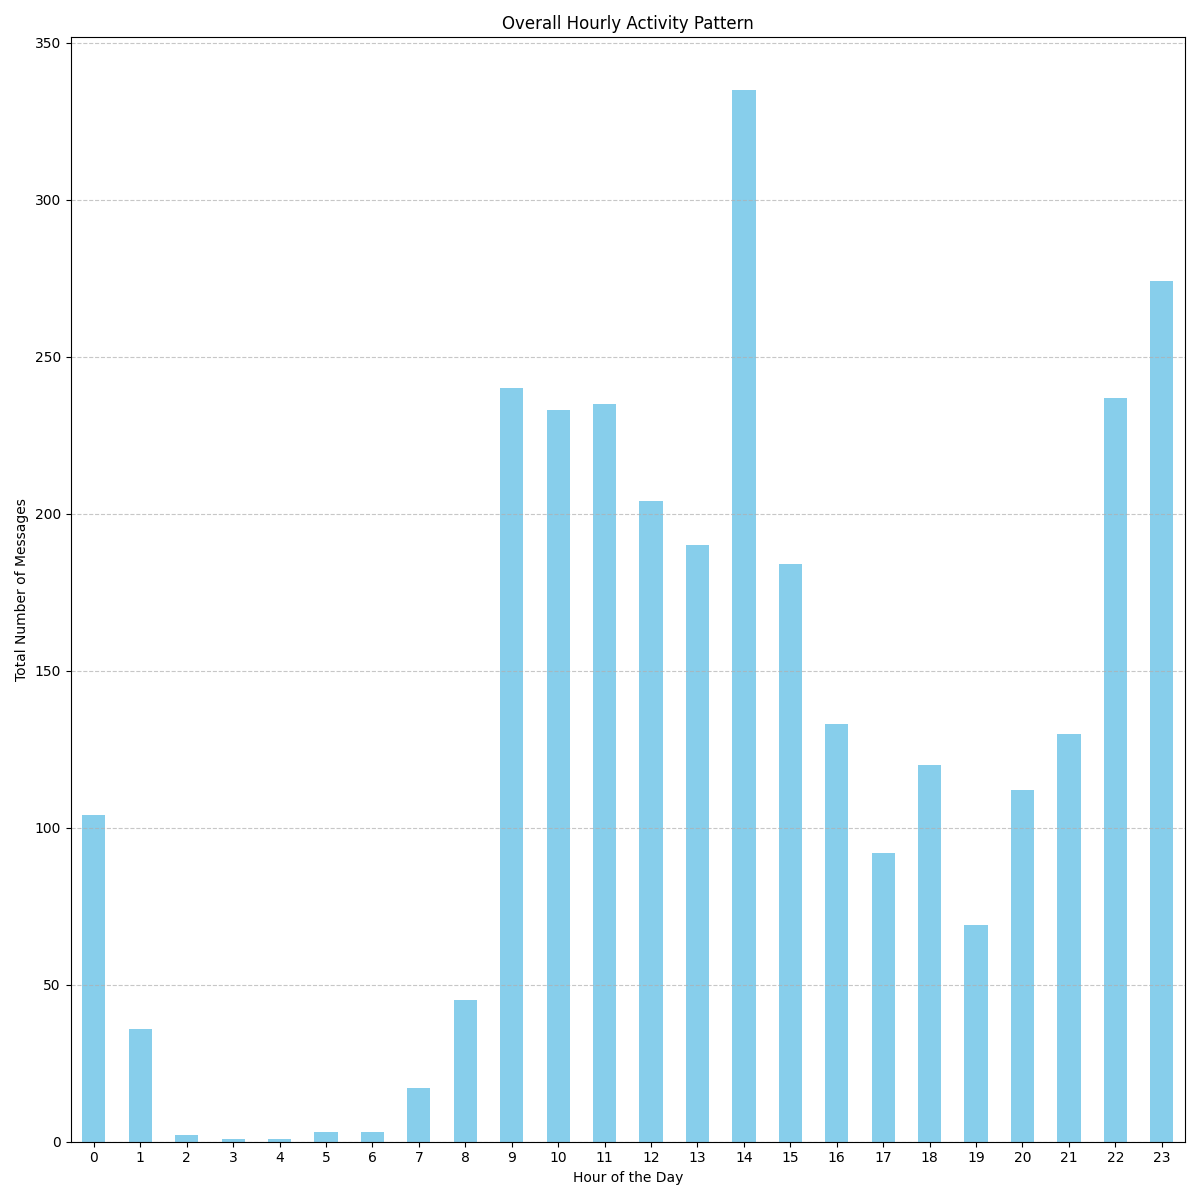 Overall Hourly Activity Pattern
350
300
250
200
150
100
50
0
Total Number of Messages
0 1 2 3 4 5 6 7 8 9 10 11 12 13 14 15 16 17 18 19 20 21 22 23
Hour of the Day